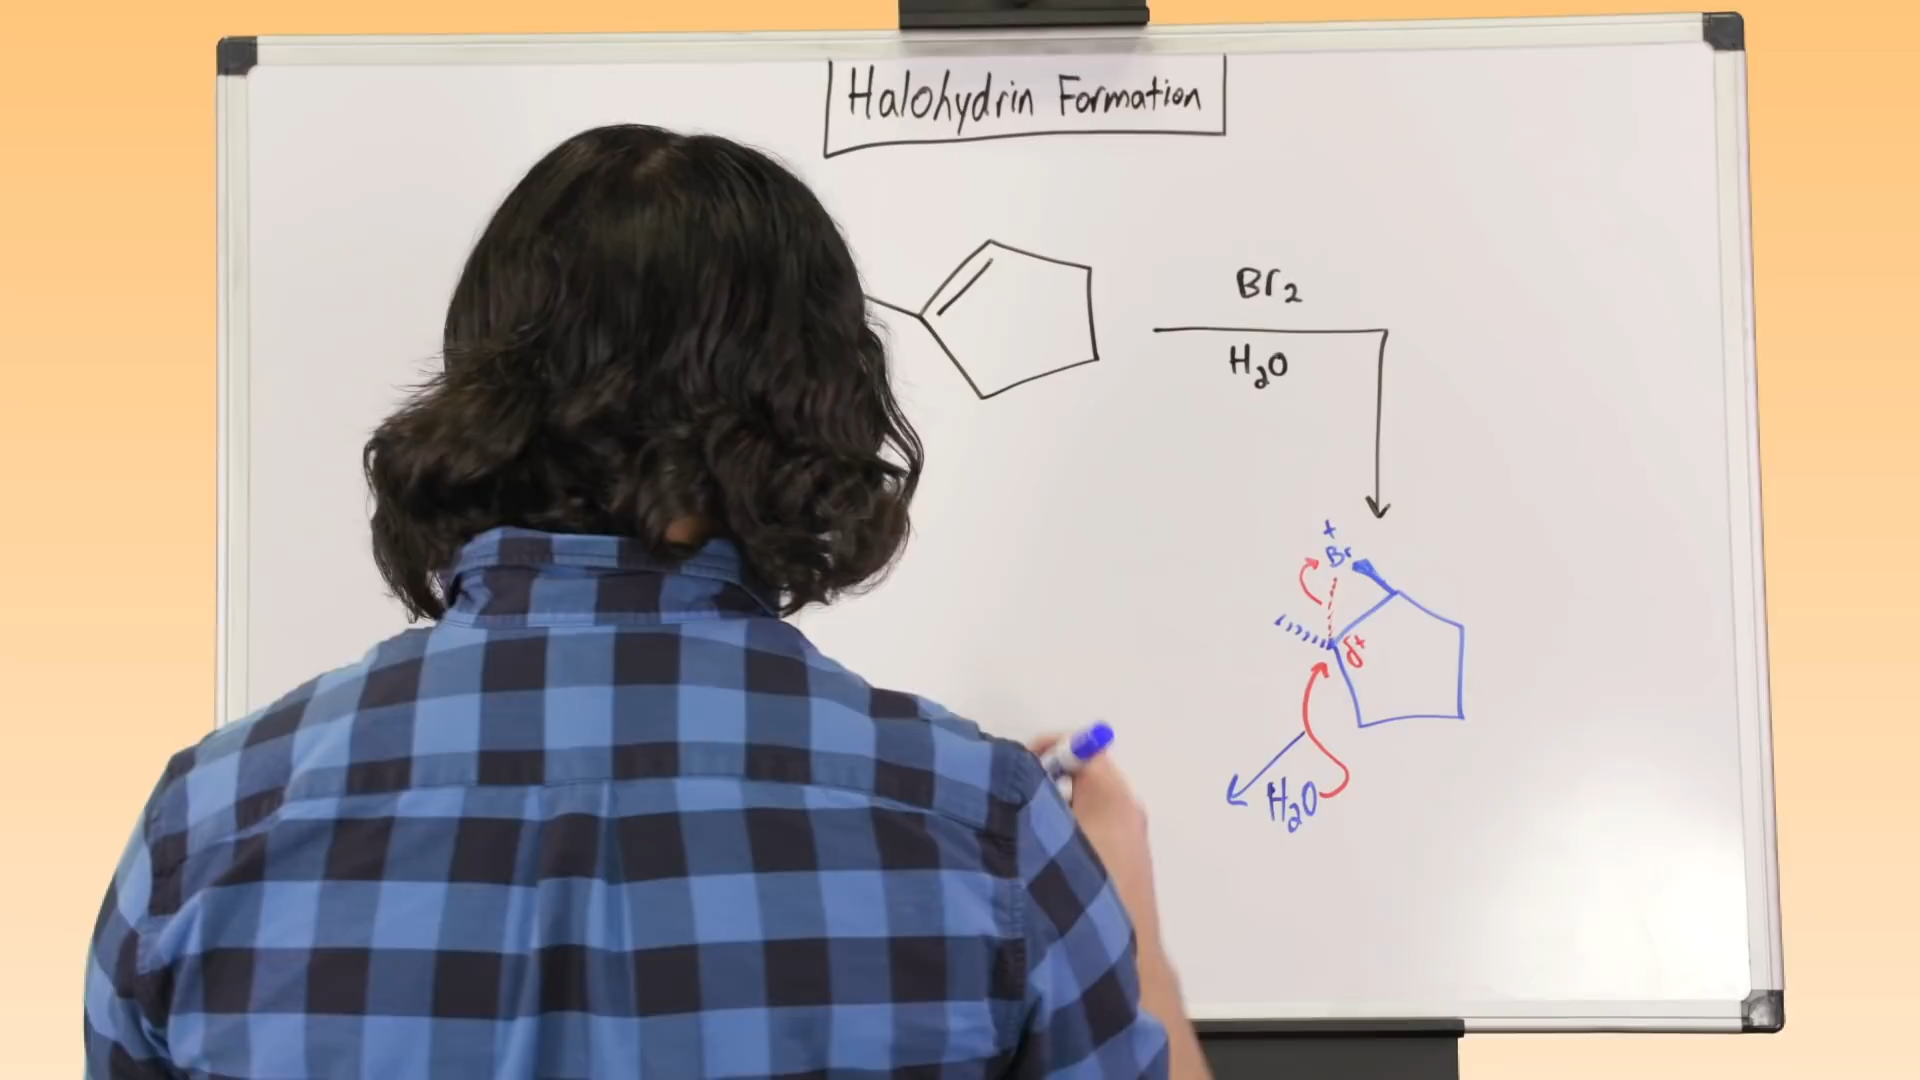 Halohydrin Formation
Br₂
H₂O
+
Br
δ+
H₂O